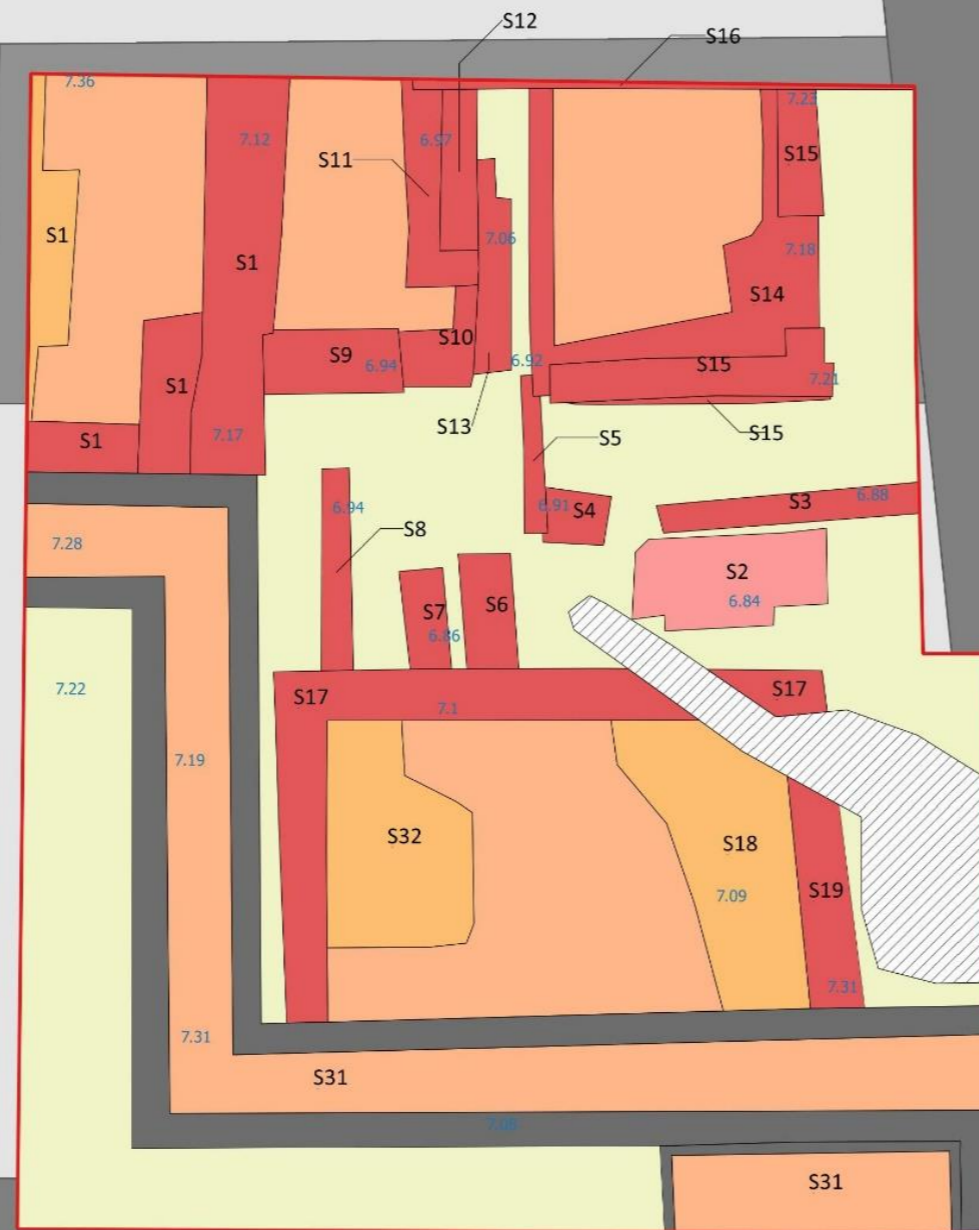 S12
S16
7.36
7.12
6.97
7.23
S11
S15
S1
7.06
7.18
S1
S14
S9
6.94
S10
6.92
S15
7.21
S1
S13
S15
S1
7.17
S5
6.94
S8
6.91
S4
S3
6.88
7.28
S2
6.84
S7
6.86
S6
7.22
S17
7.1
S17
7.19
S32
S18
7.09
S19
7.31
7.31
S31
7.08
S31